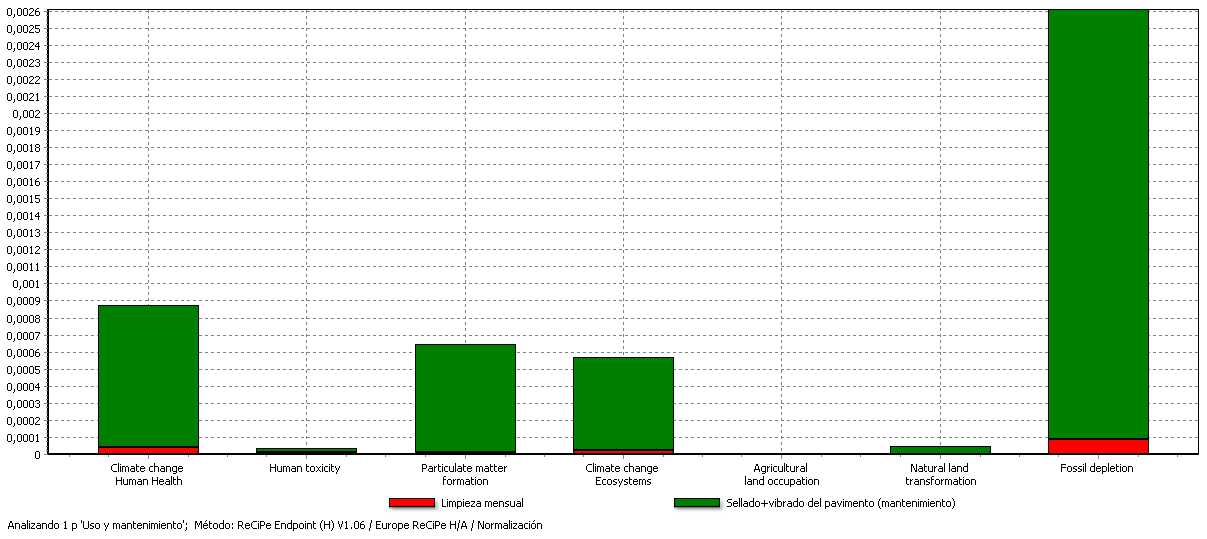 0,0026
0,0025
0,0024
0,0023
0,0022
0,0021
0,002
0,0019
0,0018
0,0017
0,0016
0,0015
0,0014
0,0013
0,0012
0,0011
0,001
0,0009
0,0008
0,0007
0,0006
0,0005
0,0004
0,0003
0,0002
0,0001
0
Climate change
Human Health
Human toxicity
Particulate matter
formation
Climate change
Ecosystems
Agricultural
land occupation
Natural land
transformation
Fossil depletion
Limpieza mensual
Sellado+vibrado del pavimento (mantenimiento)
Analizando 1 p 'Uso y mantenimiento'; Método: ReCiPe Endpoint (H) V1.06 / Europe ReCiPe H/A / Normalización